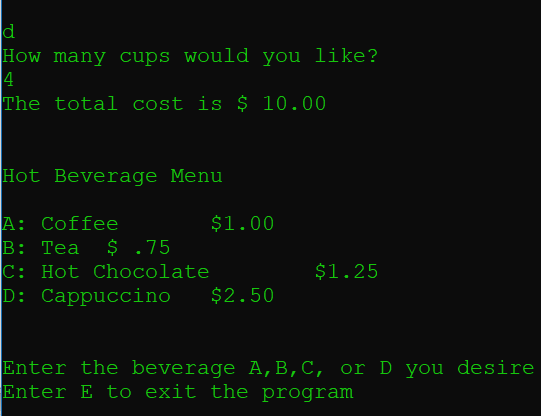 d
How many cups would you like?
4
The total cost is $ 10.00
Hot Beverage Menu
A: Coffee       $1.00
B: Tea  $ .75
C: Hot Chocolate        $1.25
D: Cappuccino   $2.50
Enter the beverage A,B,C, or D you desire
Enter E to exit the program